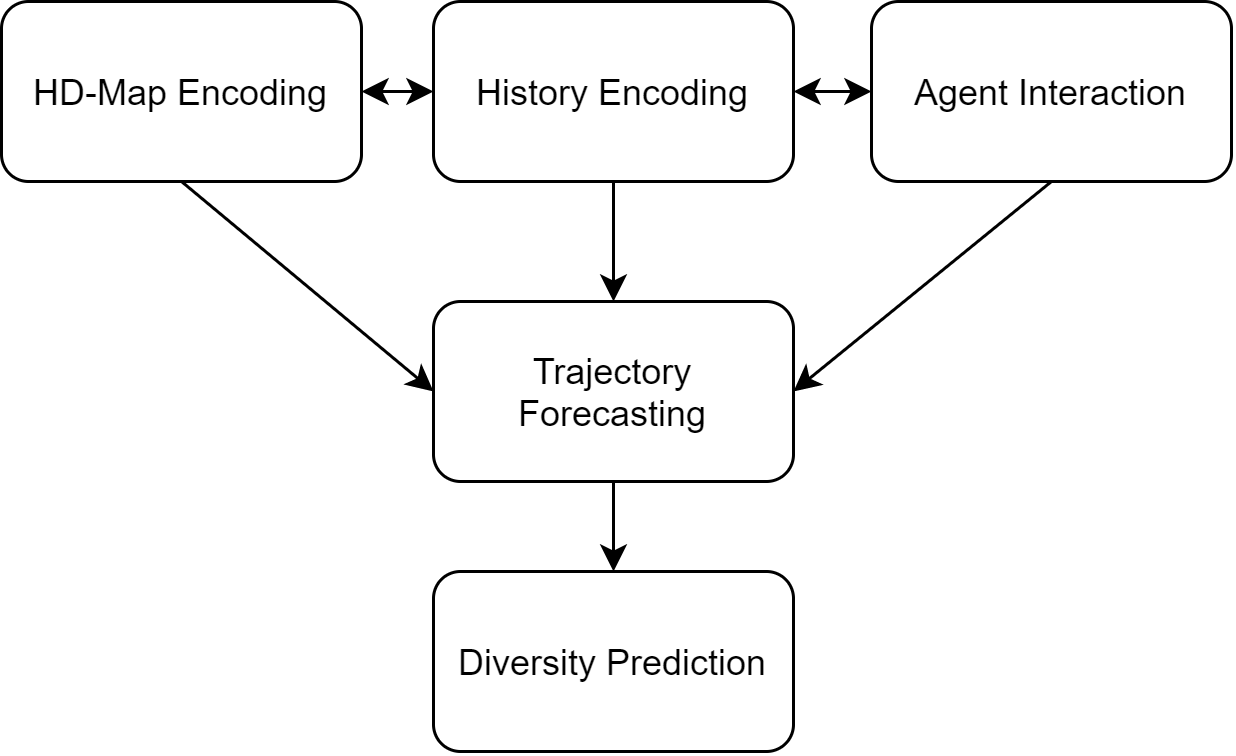 HD-Map Encoding
History Encoding
Agent Interaction
Trajectory
Forecasting
Diversity Prediction